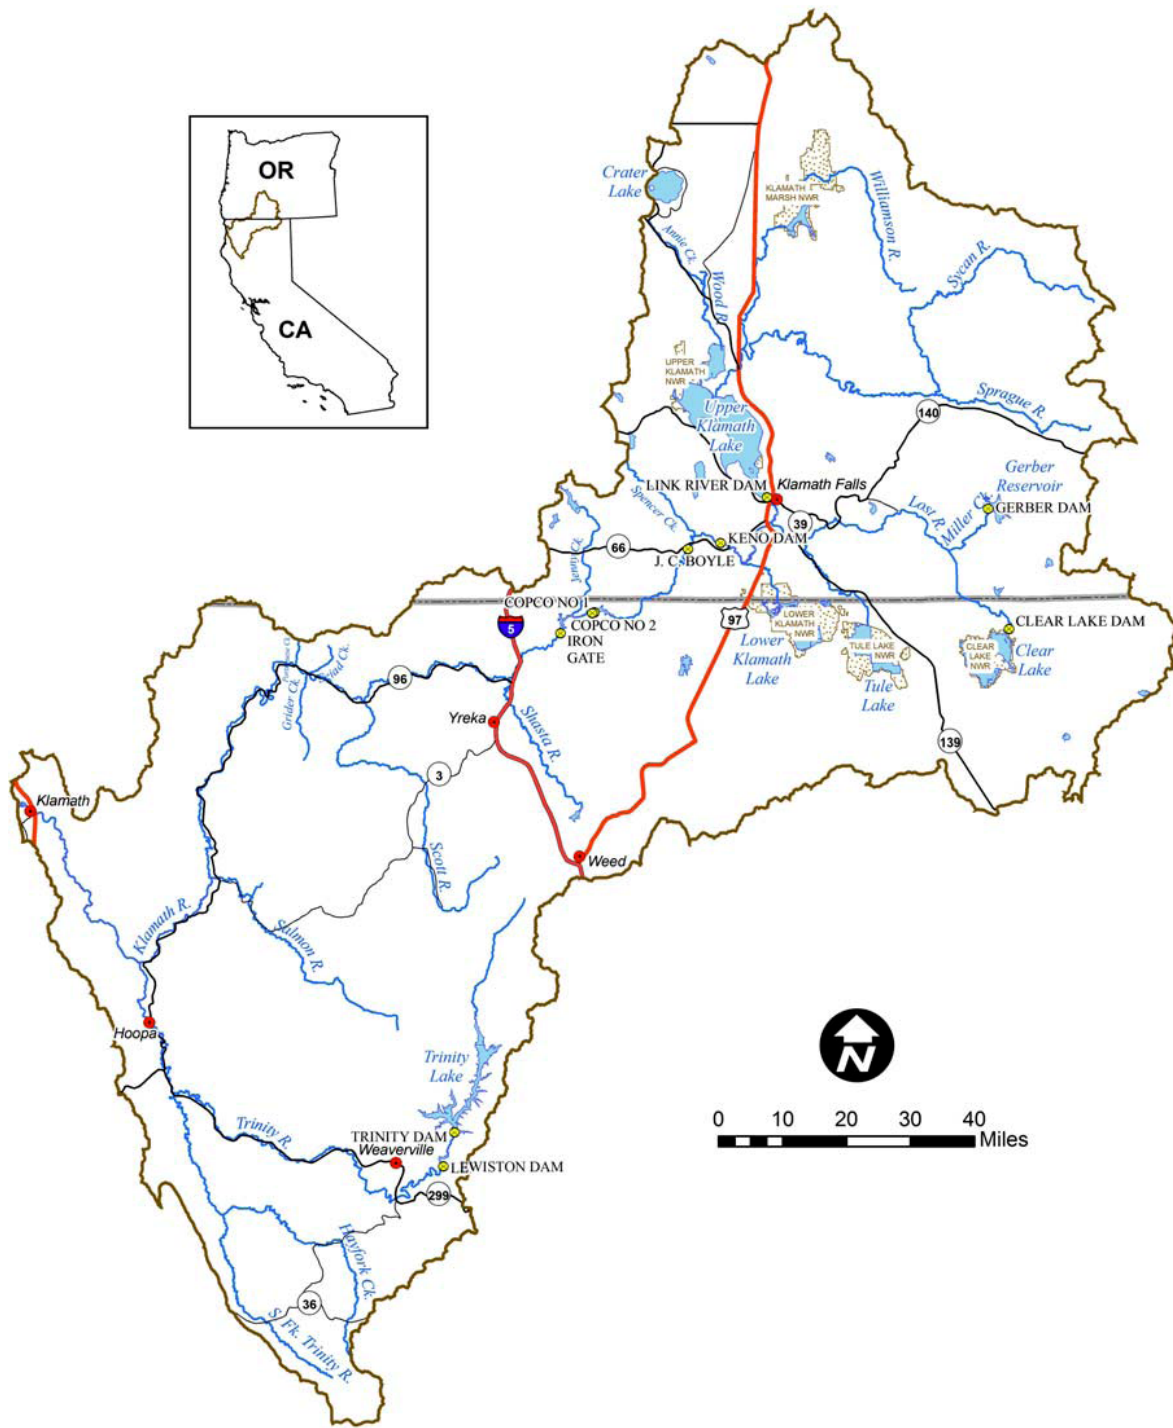 OR
CA
Crater
Lake
KLAMATH
MARSH NWR
Williamson R.
Annie Ck.
Wood R.
Sycan R.
UPPER
KLAMATH
NWR
Upper
Klamath
Lake
Sprague R.
140
LINK RIVER DAM
Klamath Falls
Gerber
Reservoir
Lost R.
Miller Ck.
GERBER DAM
Spencer Ck.
39
KENO DAM
66
J. C. BOYLE
Jenny Ck.
COPCO NO 1
COPCO NO 2
IRON
GATE
5
97
LOWER
KLAMATH
NWR
Lower
Klamath
Lake
TULE LAKE
NWR
Tule
Lake
CLEAR LAKE DAM
CLEAR
LAKE
NWR
Clear
Lake
139
Grider Ck.
96
Yreka
Shasta R.
3
Klamath
Scott R.
Weed
Klamath R.
Salmon R.
Hoopa
Trinity
Lake
Trinity R.
TRINITY DAM
Weaverville
LEWISTON DAM
299
Hayfork Ck.
36
S. Fk. Trinity R.
N
0 10 20 30 40
Miles